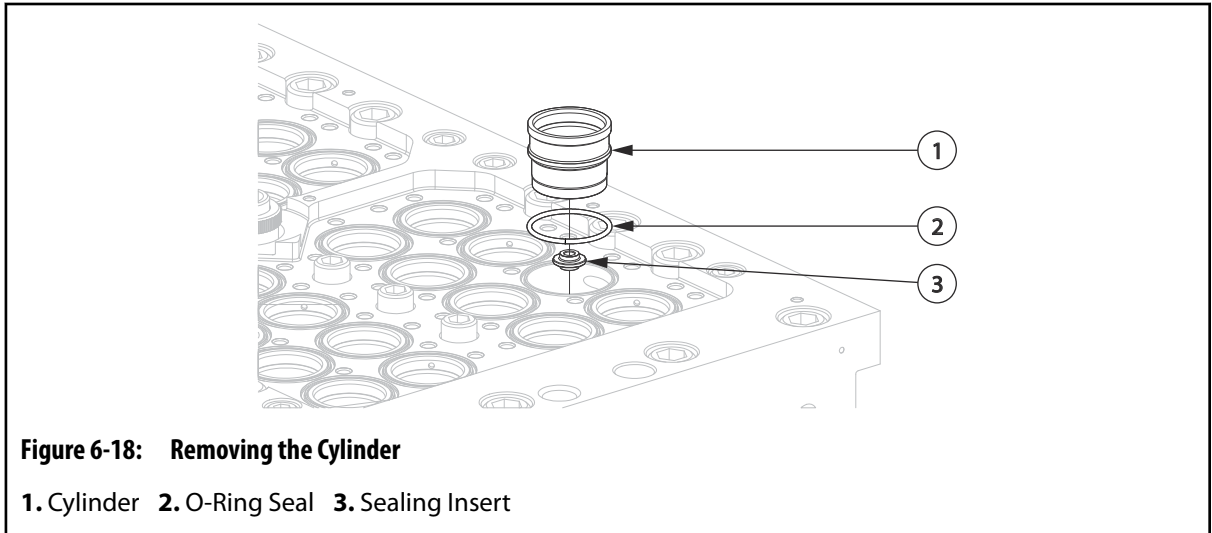 1
2
3
Figure 6-18: Removing the Cylinder
1. Cylinder 2. O-Ring Seal 3. Sealing Insert